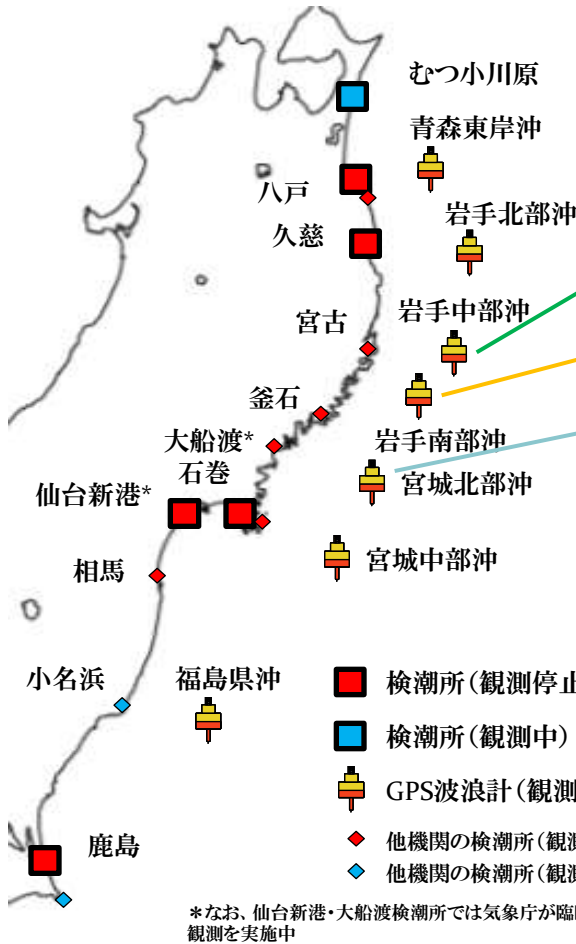 むつ小川原
青森東岸沖
八戸
岩手北部沖
久慈
宮古
岩手中部沖
釜石
大船渡*
岩手南部沖
石巻
仙台新港*
宮城北部沖
宮城中部沖
相馬
小名浜
福島県沖
検潮所（観測停止
検潮所（観測中）
GPS波浪計（観測
鹿島
他機関の検潮所（観測
他機関の検潮所（観測
＊なお、仙台新港・大船渡検潮所では気象庁が臨
観測を実施中